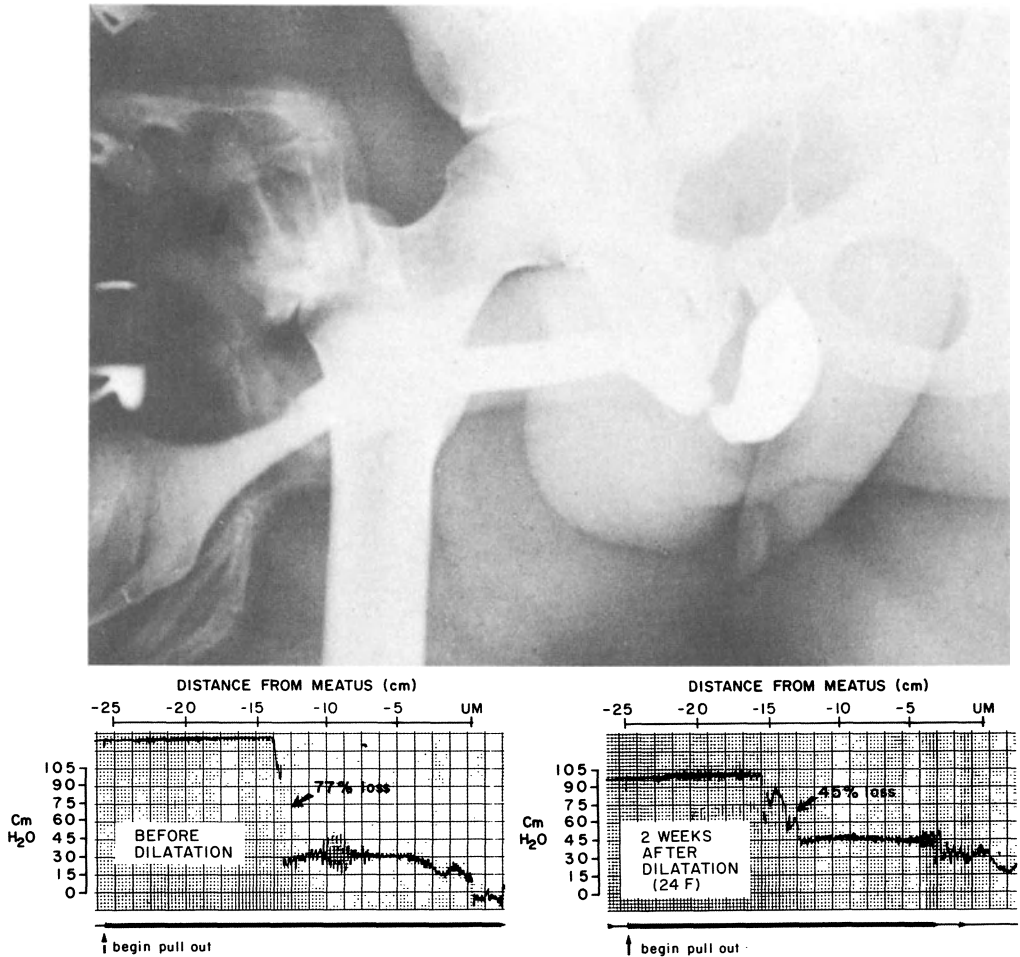 DISTANCE FROM MEATUS (cm)
-25 -20 -15 -10 -5 UM
105
90
75
60
45
30
15
0
Cm
H₂O
77% loss
BEFORE
DILATATION
begin pull out
DISTANCE FROM MEATUS (cm)
-25 -20 -15 -10 -5 UM
105
90
75
60
45
30
15
0
Cm
H₂O
45% loss
2 WEEKS
AFTER
DILATATION
(24 F)
begin pull out